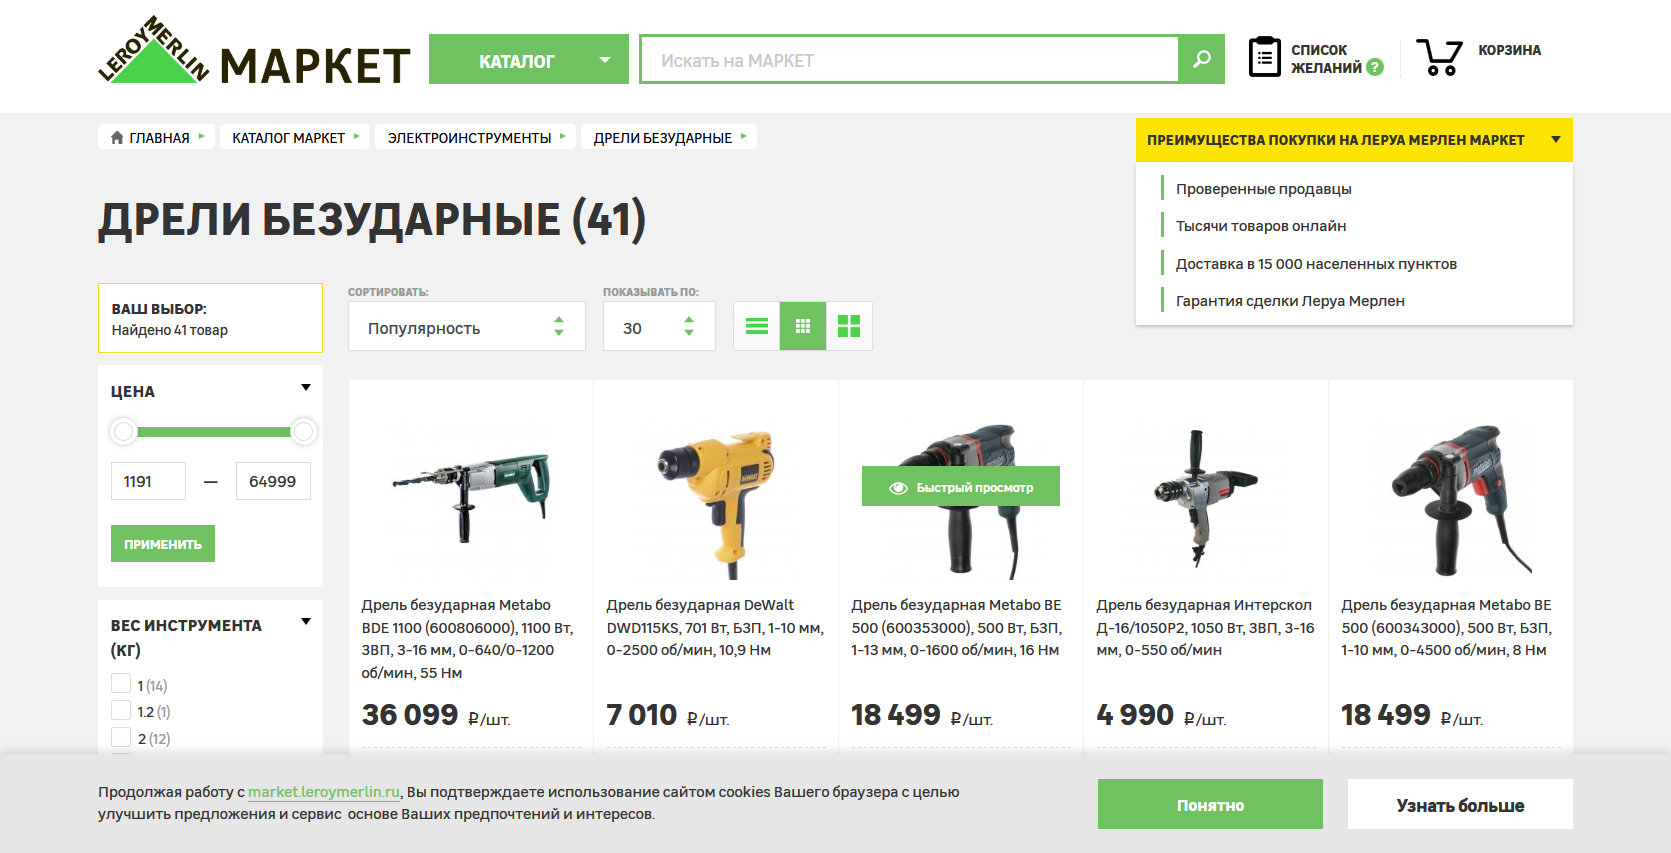 LEROY MERLIN
МАРКЕТ
КАТАЛОГ
Искать на МАРКЕТ
СПИСОК
ЖЕЛАНИЙ ?
КОРЗИНА
ГЛАВНАЯ
КАТАЛОГ МАРКЕТ
ЭЛЕКТРОИНСТРУМЕНТЫ
ДРЕЛИ БЕЗУДАРНЫЕ
ПРЕИМУЩЕСТВА ПОКУПКИ НА ЛЕРУА МЕРЛЕН МАРКЕТ
Проверенные продавцы
Тысячи товаров онлайн
Доставка в 15 000 населенных пунктов
Гарантия сделки Леруа Мерлен
ДРЕЛИ БЕЗУДАРНЫЕ (41)
ВАШ ВЫБОР:
Найдено 41 товар
СОРТИРОВАТЬ:
Популярность
ПОКАЗЫВАТЬ ПО:
30
ЦЕНА
1191 — 64999
ПРИМЕНИТЬ
ВЕС ИНСТРУМЕНТА
(КГ)
1 (14)
1.2 (1)
2 (12)
Дрель безударная Metabo
BDE 1100 (600806000), 1100 Вт,
ЗВП, 3-16 мм, 0-640/0-1200
об/мин, 55 Нм
36 099 ₽/шт.
Дрель безударная DeWalt
DWD115KS, 701 Вт, БЗП, 1-10 мм,
0-2500 об/мин, 10,9 Нм
7 010 ₽/шт.
Быстрый просмотр
Дрель безударная Metabo BE
500 (600353000), 500 Вт, БЗП,
1-13 мм, 0-1600 об/мин, 16 Нм
18 499 ₽/шт.
Дрель безударная Интерскол
Д-16/1050Р2, 1050 Вт, ЗВП, 3-16
мм, 0-550 об/мин
4 990 ₽/шт.
Дрель безударная Metabo BE
500 (600343000), 500 Вт, БЗП,
1-10 мм, 0-4500 об/мин, 8 Нм
18 499 ₽/шт.
Продолжая работу с market.leroymerlin.ru, Вы подтверждаете использование сайтом cookies Вашего браузера с целью
улучшить предложения и сервис основе Ваших предпочтений и интересов.
Понятно
Узнать больше